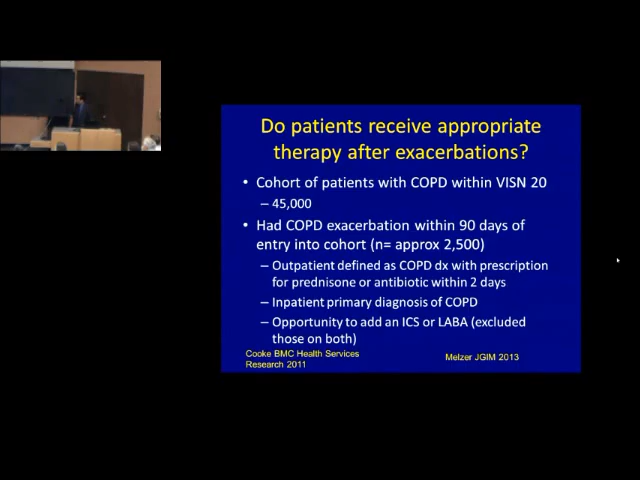 Do patients receive appropriate
therapy after exacerbations?
• Cohort of patients with COPD within VISN 20
– 45,000
• Had COPD exacerbation within 90 days of
entry into cohort (n= approx 2,500)
– Outpatient defined as COPD dx with prescription
for prednisone or antibiotic within 2 days
– Inpatient primary diagnosis of COPD
– Opportunity to add an ICS or LABA (excluded
those on both)
Cooke BMC Health Services
Research 2011
Melzer JGIM 2013